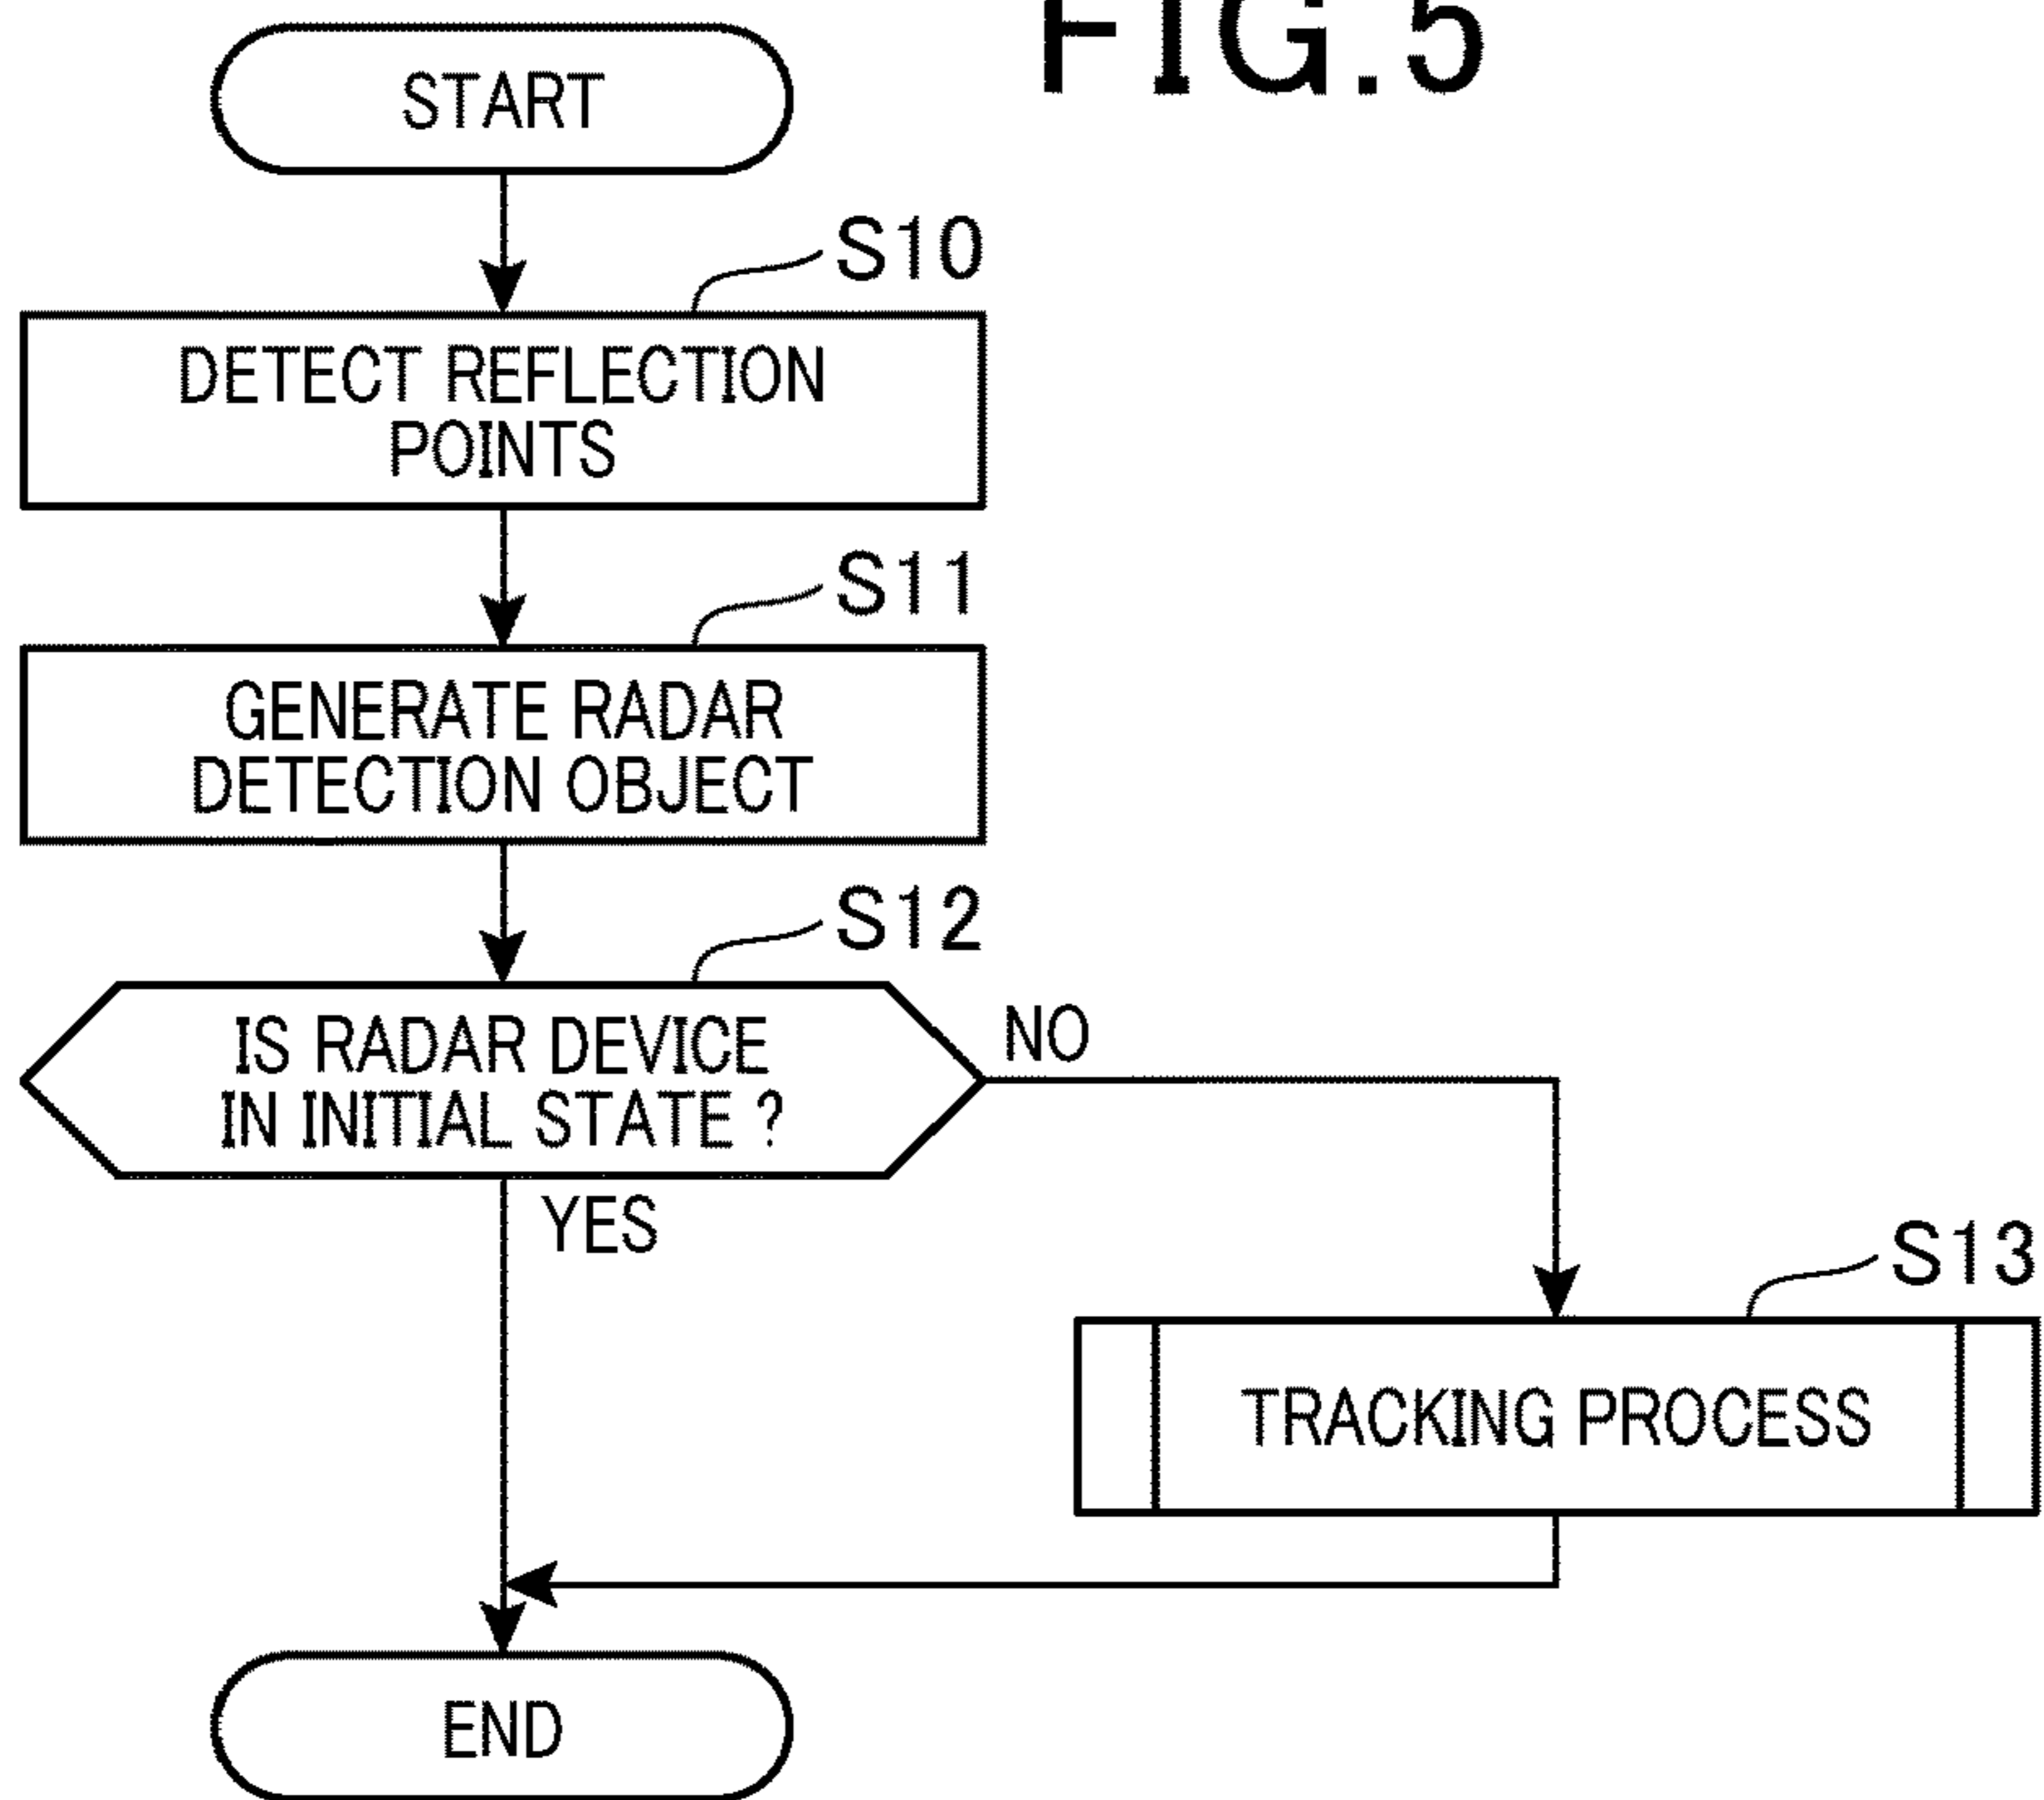 FIG.5
START
S10
DETECT REFLECTION
POINTS
S11
GENERATE RADAR
DETECTION OBJECT
S12
IS RADAR DEVICE
IN INITIAL STATE ?
NO
YES
S13
TRACKING PROCESS
END